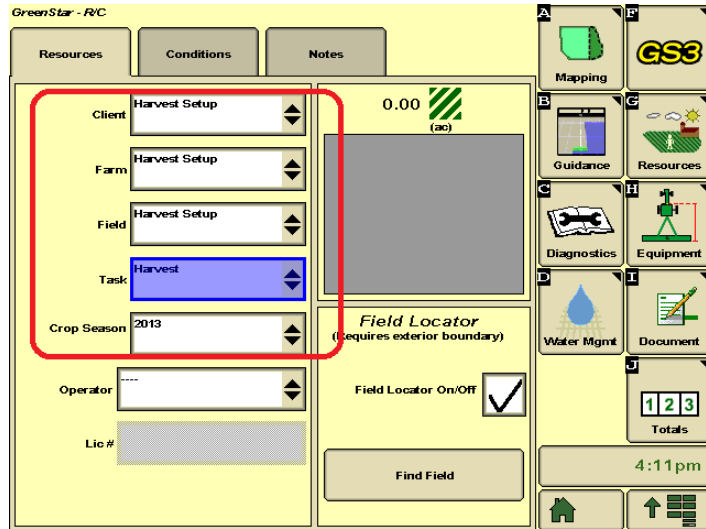 GreenStar - R/C
Resources
Conditions
Notes
Client
Harvest Setup
Farm
Harvest Setup
Field
Harvest Setup
Task
Harvest
Crop Season
2013
Operator
----
Lic #
0.00
(ac)
Field Locator
(Requires exterior boundary)
Field Locator On/Off
Find Field
A
Mapping
F
GS3
B
Guidance
G
Resources
C
Diagnostics
H
Equipment
D
Water Mgmt
I
Document
J
1 2 3
Totals
4:11pm